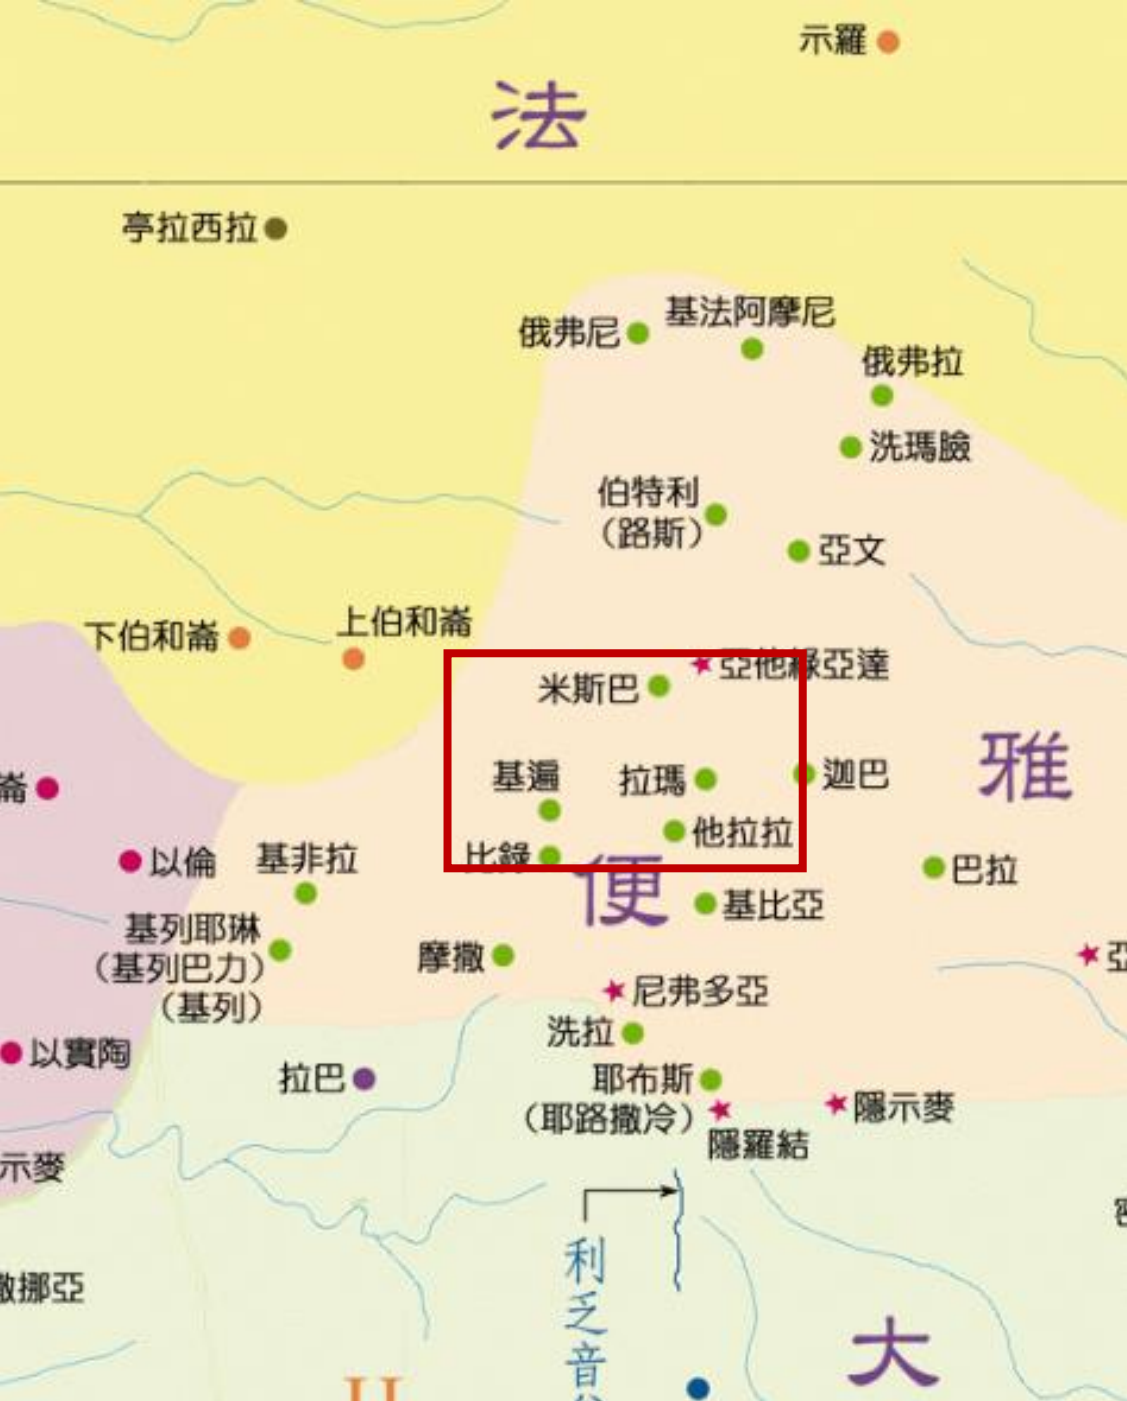 示羅
法
亭拉西拉
俄弗尼
基法阿摩尼
俄弗拉
洗瑪臉
伯特利
（路斯）
亞文
下伯和崙
上伯和崙
亞他綠亞達
米斯巴
雅
基遍
拉瑪
迦巴
崙
他拉拉
以倫
基非拉
比錄
便
巴拉
基比亞
基列耶琳
（基列巴力）
（基列）
摩撒
亞
尼弗多亞
洗拉
以實陶
拉巴
耶布斯
（耶路撒冷）
隱示麥
隱羅結
示麥
撒挪亞
利乏音
大